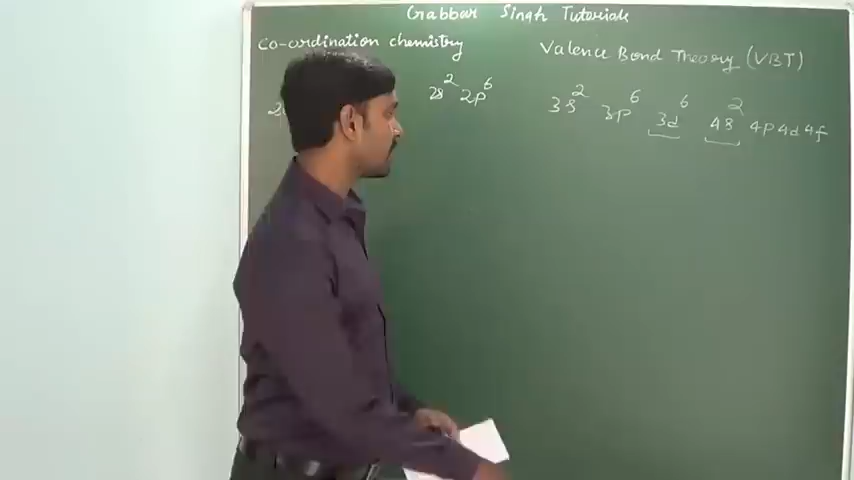 Gabbar Singh Tutorials
Co-ordination chemistry
Valence Bond Theory (VBT)
2s² 2p⁶ 3s² 3p⁶ 3d⁶ 4s² 4p 4d 4f